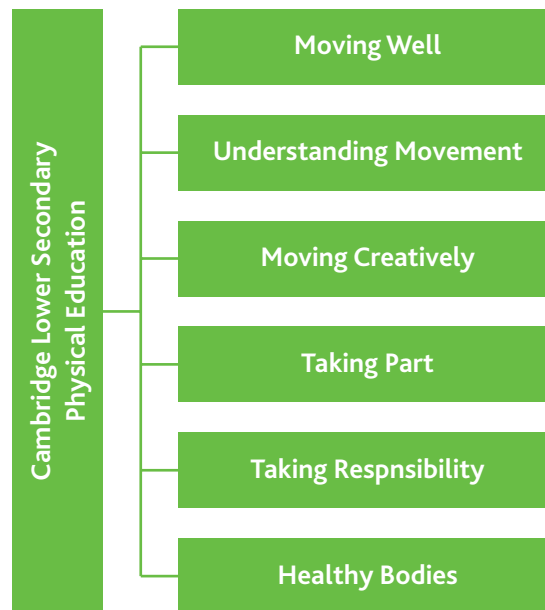 Cambridge Lower Secondary
Physical Education
Moving Well
Understanding Movement
Moving Creatively
Taking Part
Taking Respnsibility
Healthy Bodies